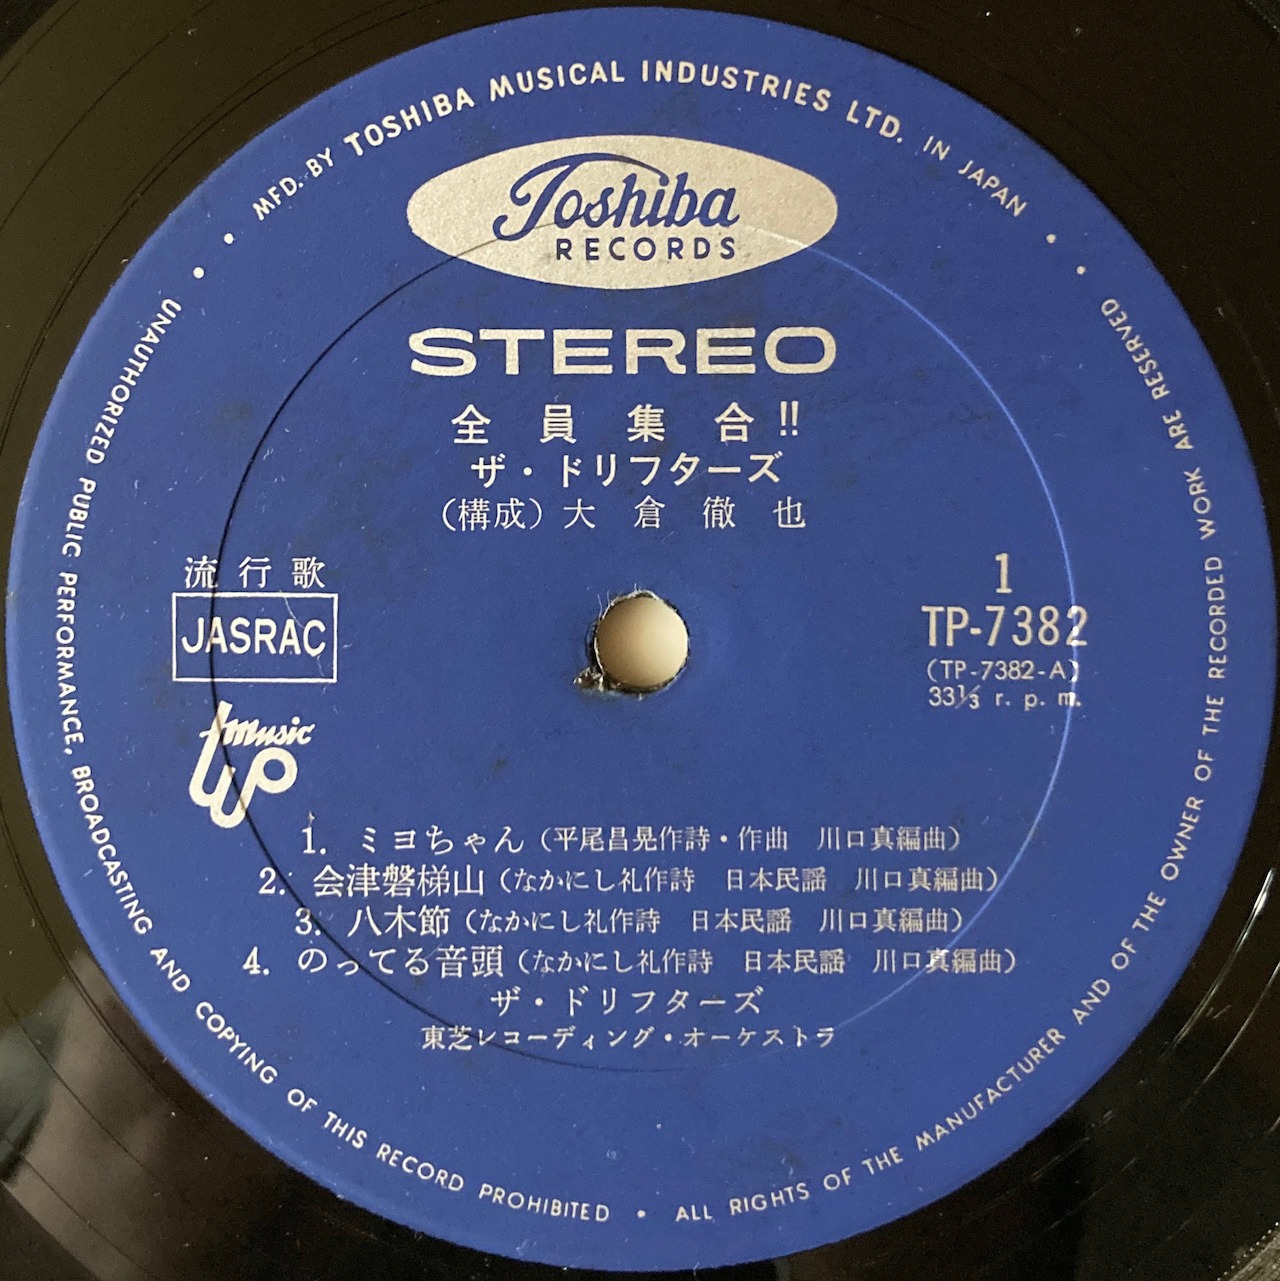 MFD. BY TOSHIBA MUSICAL INDUSTRIES LTD. IN JAPAN
Toshiba
RECORDS
STEREO
全員集合!!
ザ・ドリフターズ
(構成)大倉徹也
流行歌
JASRAC
music
1
TP-7382
(TP-7382-A)
33⅓ r. p. m.
1. ミヨちゃん(平尾昌晃作詩・作曲 川口真編曲)
2. 会津磐梯山(なかにし礼作詩 日本民謡 川口真編曲)
3. 八木節(なかにし礼作詩 日本民謡 川口真編曲)
4. のってる音頭(なかにし礼作詩 日本民謡 川口真編曲)
ザ・ドリフターズ
東芝レコーディング・オーケストラ
UNAUTHORIZED PUBLIC PERFORMANCE, BROADCASTING AND COPYING OF THIS RECORD PROHIBITED • ALL RIGHTS OF THE MANUFACTURER AND OF THE OWNER OF THE RECORDED WORK ARE RESERVED